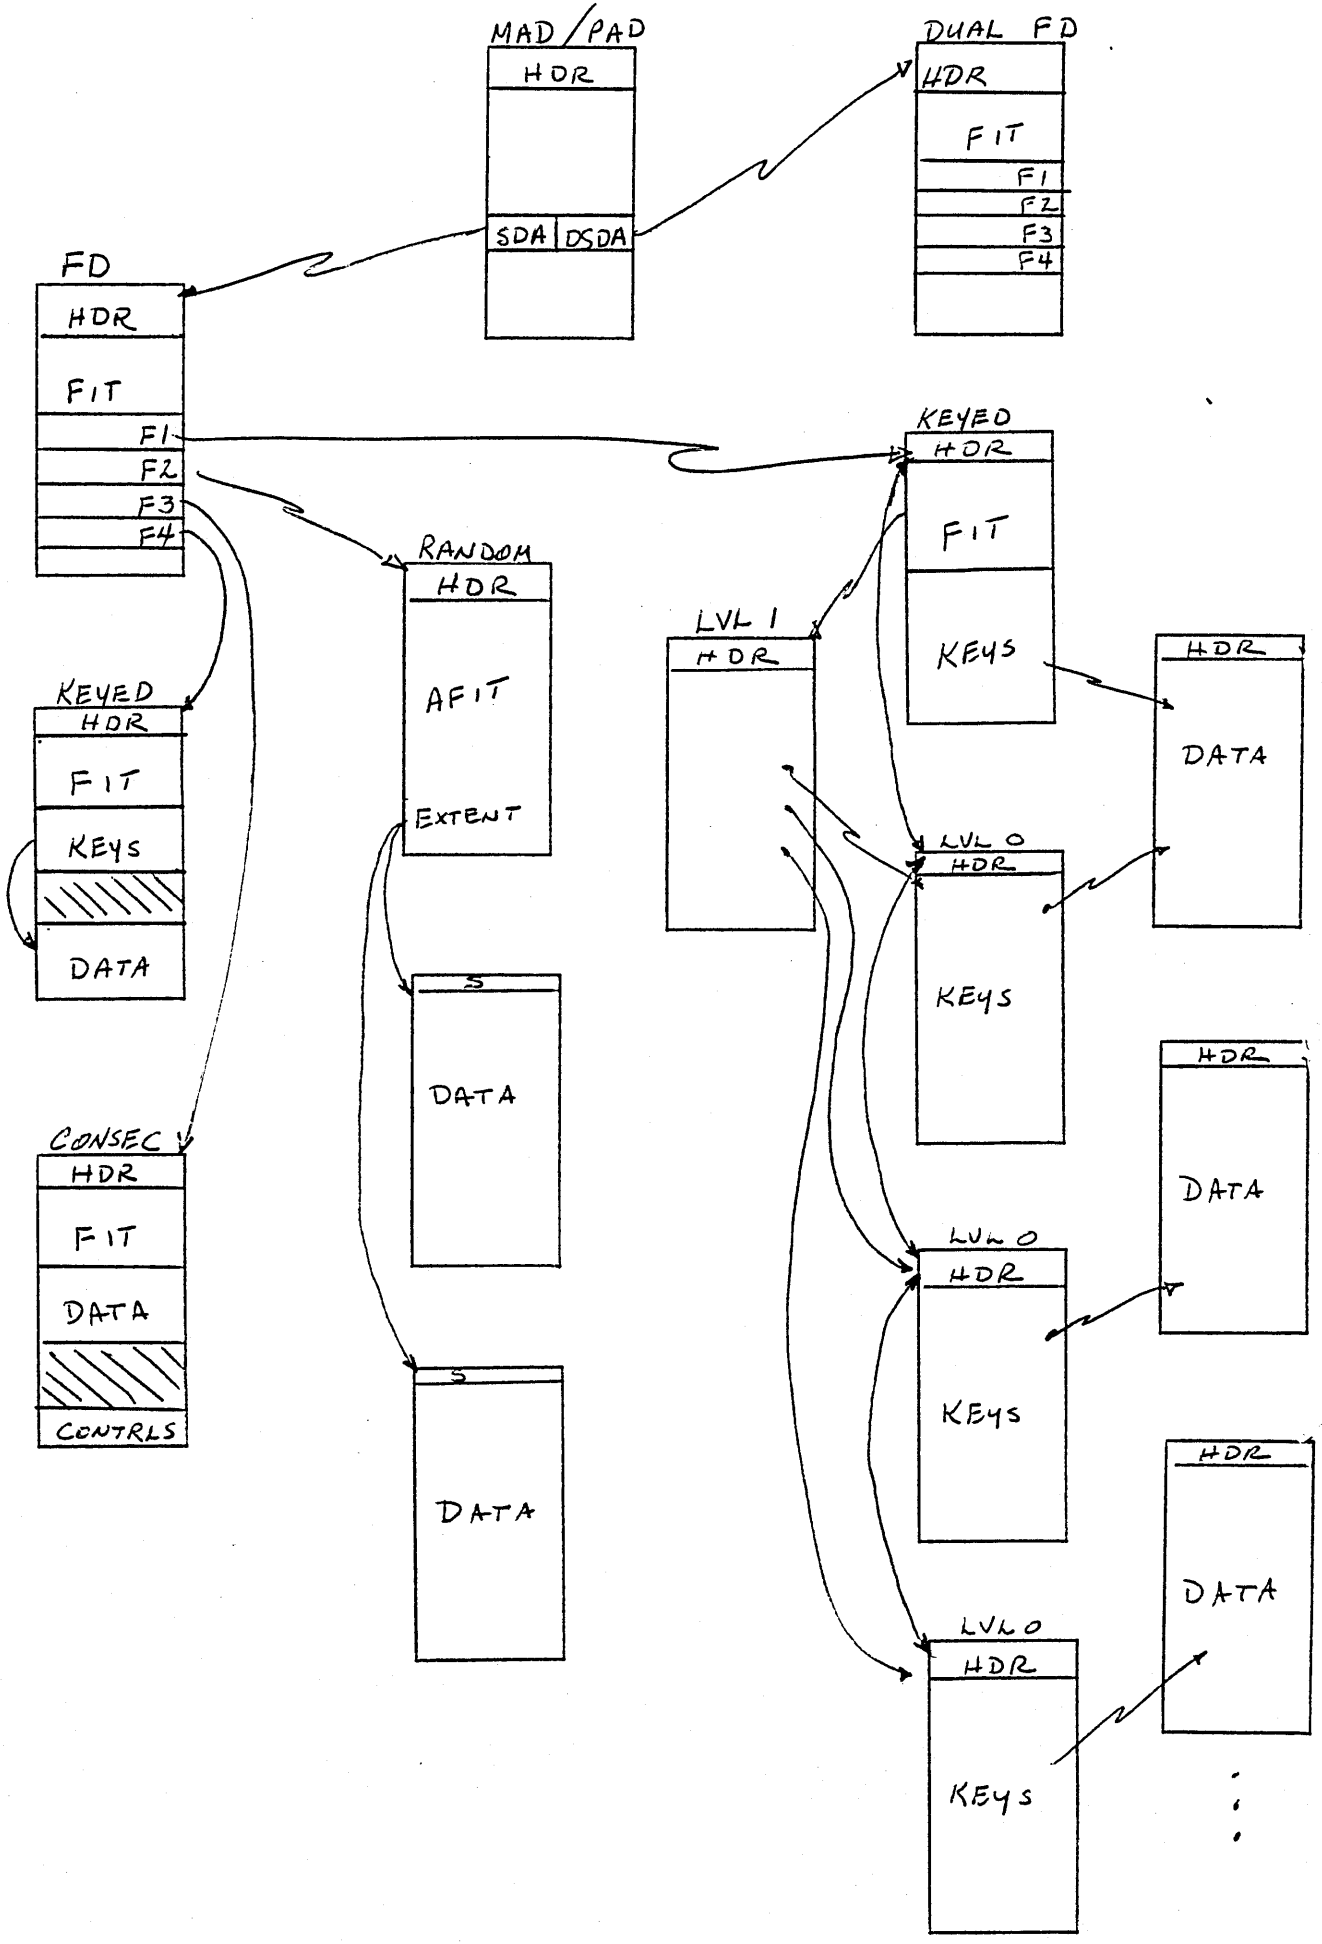 MAD/PAD
HDR
SDA DSDA
DUAL FD
HDR
FIT
F1
F2
F3
F4
FD
HDR
FIT
F1
F2
F3
F4
KEYED
HDR
FIT
KEYS
DATA
CONSEC
HDR
FIT
DATA
CONTRLS
RANDOM
HDR
AFIT
EXTENT
S
DATA
S
DATA
LVL 1
HDR
KEYED
HDR
FIT
KEYS
LVL 0
HDR
KEYS
LVL 0
HDR
KEYS
LVL 0
HDR
KEYS
HDR
DATA
HDR
DATA
HDR
DATA